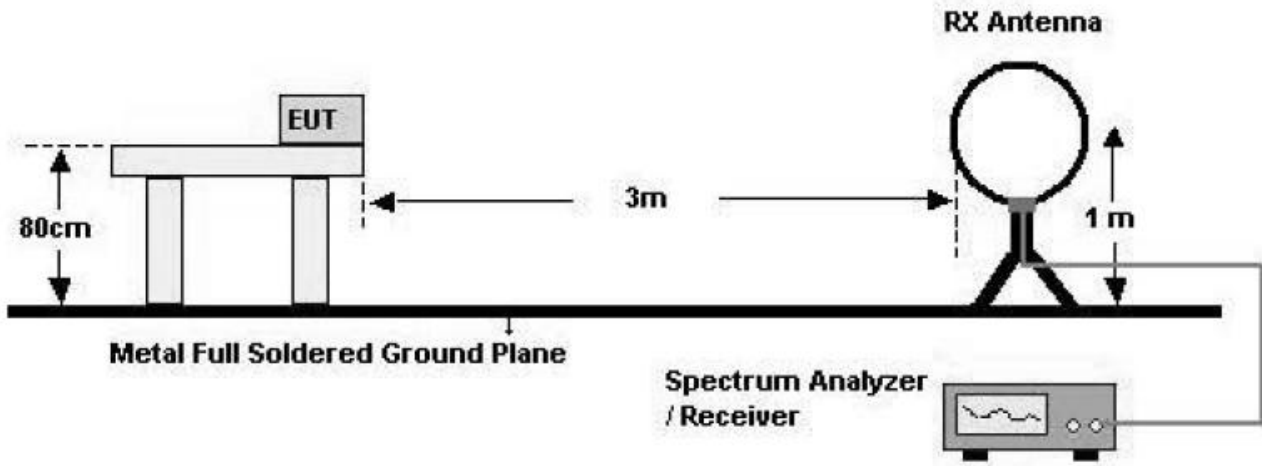 RX Antenna
EUT
80cm
3m
1 m
Metal Full Soldered Ground Plane
Spectrum Analyzer
/ Receiver